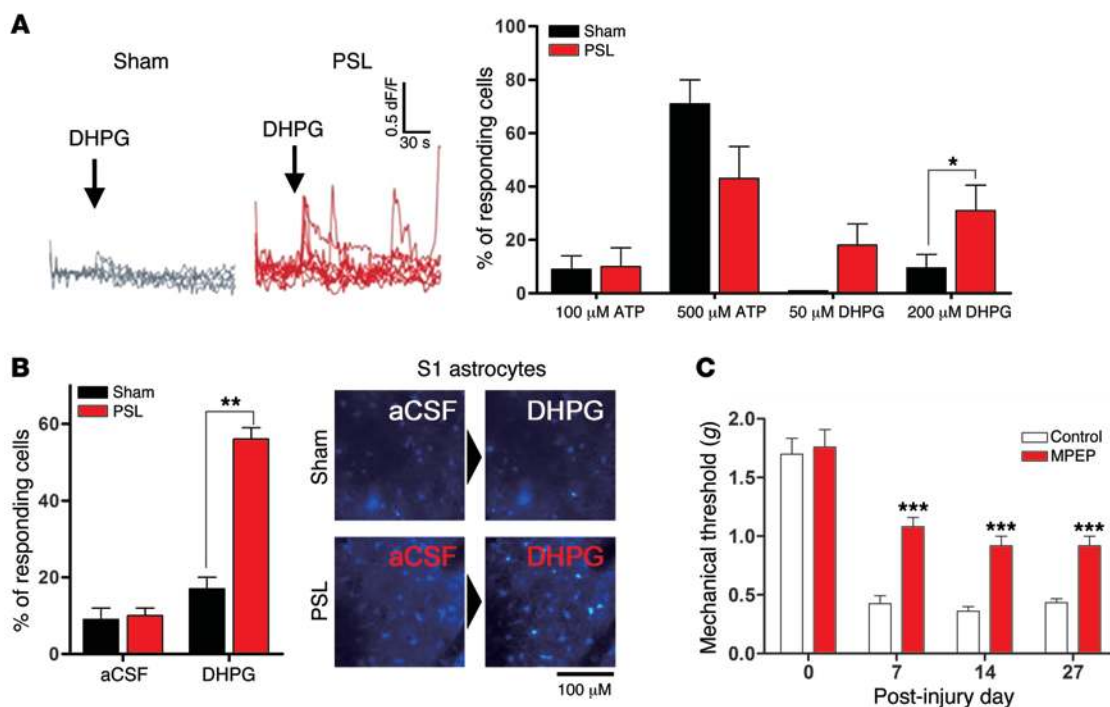 A
Sham
PSL
DHPG
DHPG
0.5 dF/F
30 s
% of responding cells
100
80
60
40
20
0
Sham
PSL
*
100 µM ATP
500 µM ATP
50 µM DHPG
200 µM DHPG
B
% of responding cells
60
40
20
0
Sham
PSL
**
aCSF
DHPG
S1 astrocytes
Sham
aCSF
DHPG
PSL
aCSF
DHPG
100 µM
C
Mechanical threshold (g)
2.0
1.5
1.0
0.5
0.0
Control
MPEP
***
***
***
0
7
14
27
Post-injury day